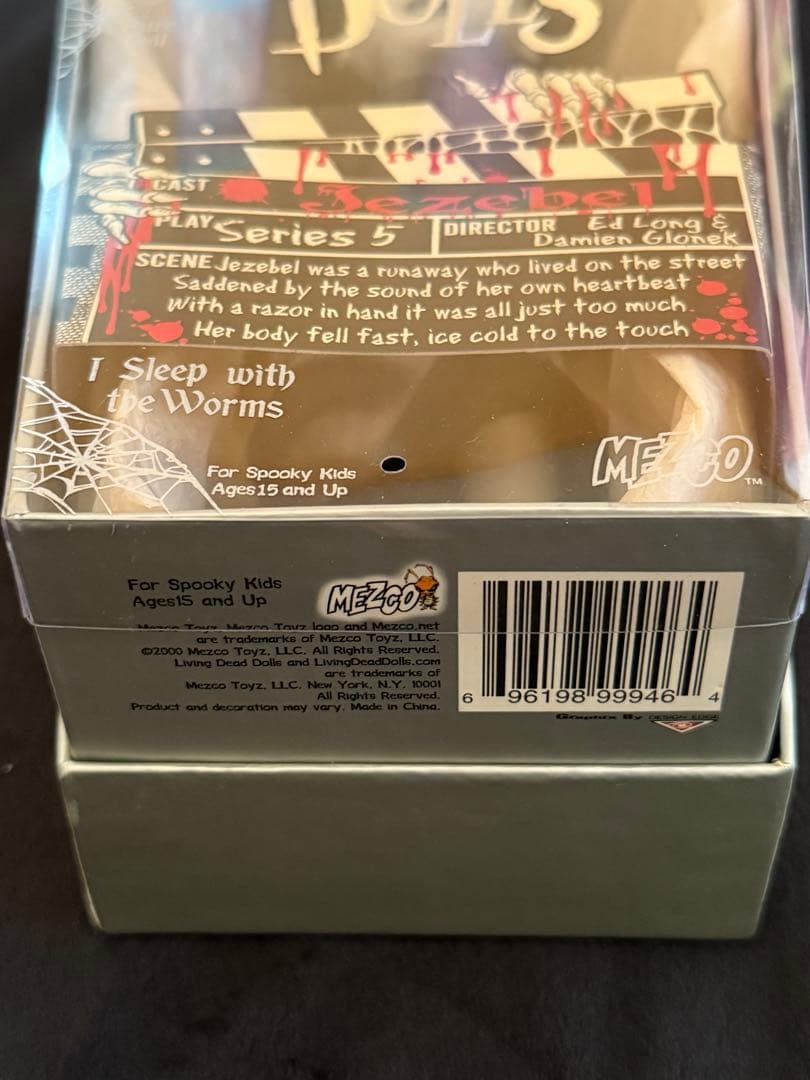 DOLLS
CAST Jezebel
PLAY Series 5 DIRECTOR Ed Long &
Damien Glonek
SCENE Jezebel was a runaway who lived on the street
Saddened by the sound of her own heartbeat
With a razor in hand it was all just too much
Her body fell fast, ice cold to the touch
I Sleep with
the Worms
For Spooky Kids
Ages 15 and Up
MEZCO TM
For Spooky Kids
Ages15 and Up
MEZCO
Mezco Toyz, Mezco Toyz logo and Mezco.net
are trademarks of Mezco Toyz, LLC.
©2000 Mezco Toyz, LLC. All Rights Reserved.
Living Dead Dolls and LivingDeadDolls.com
are trademarks of
Mezco Toyz, LLC. New York, N.Y. 10001
All Rights Reserved.
Product and decoration may vary. Made in China.
6 96198 99946 4
Graphix By DESIGN EDGE